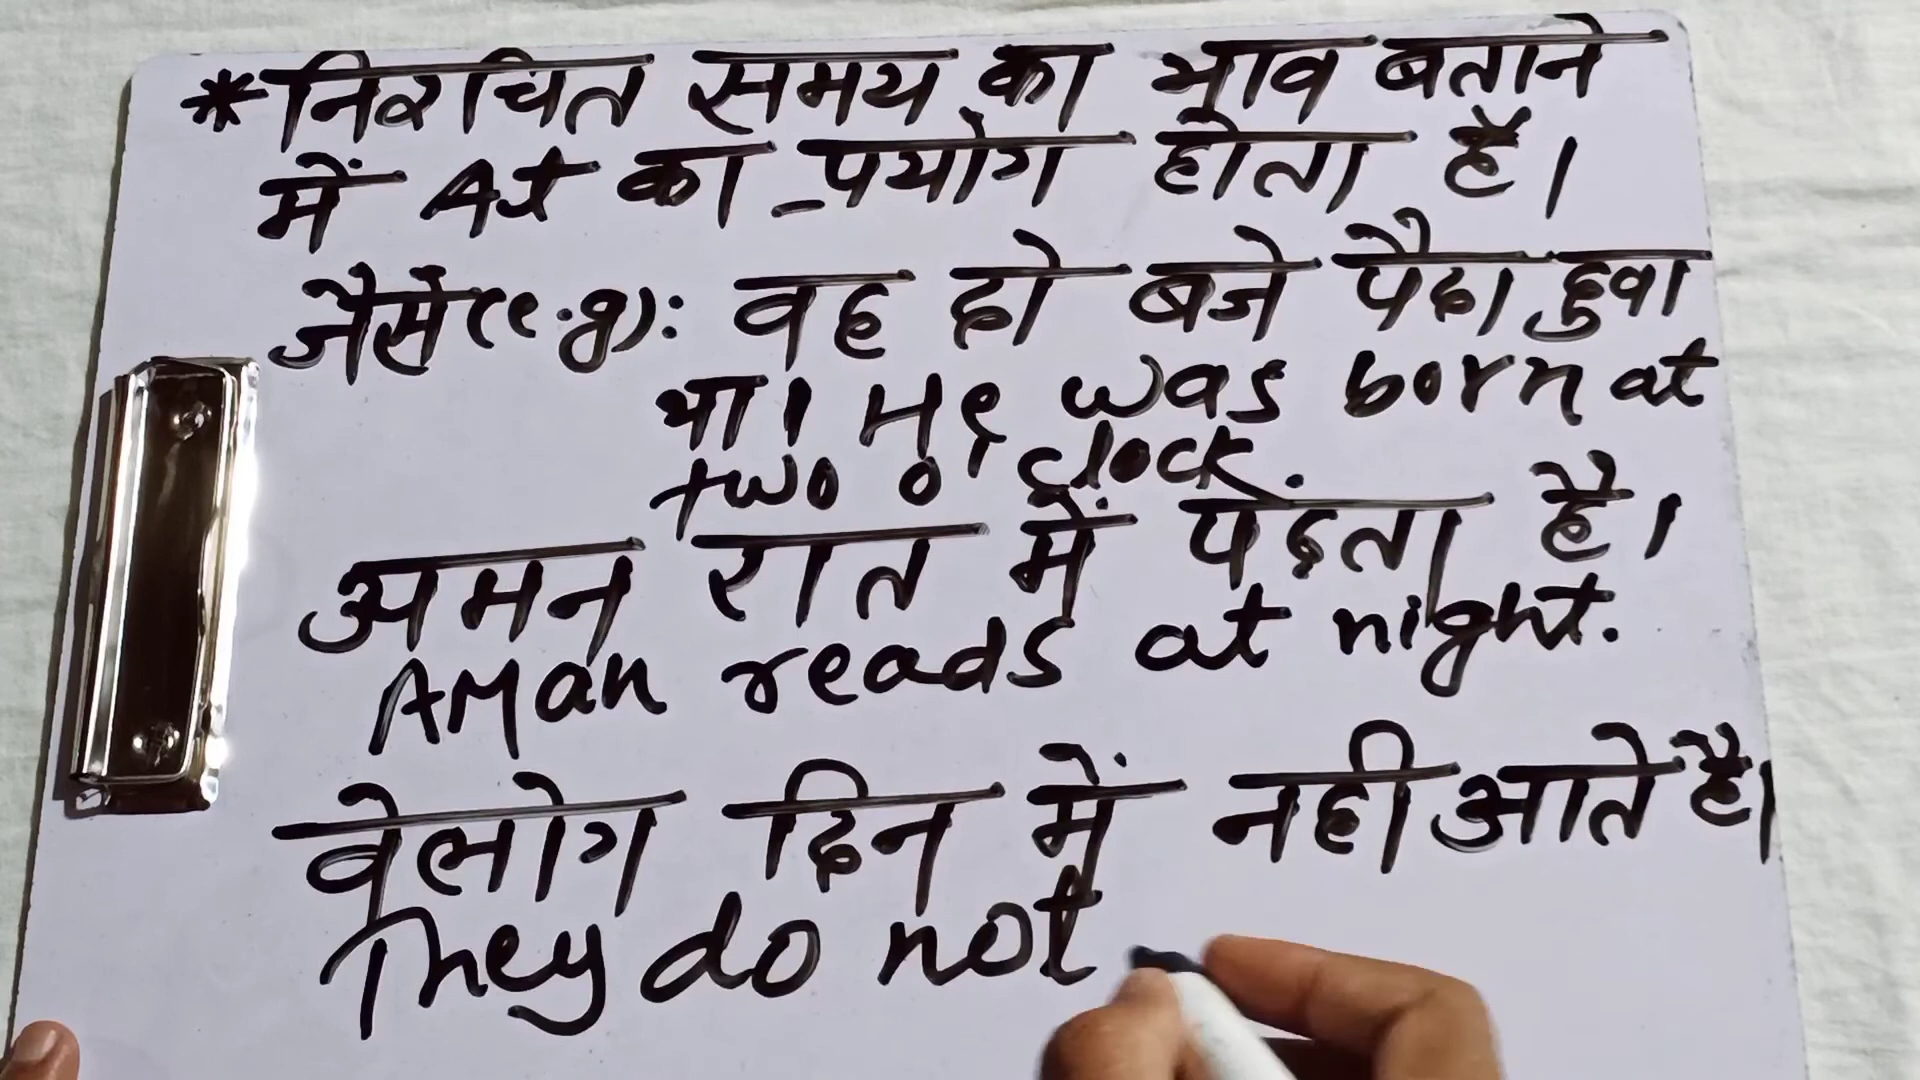 *निश्चित समय का भाव बताने
में At का प्रयोग होता है।
जैसे(e.g): वह दो बजे पैदा हुवा
था। He was born at
two o'clock.
अमन रात में पढ़ता है।
AMan reads at night.
वेलोग दिन में नही आते है।
They do not